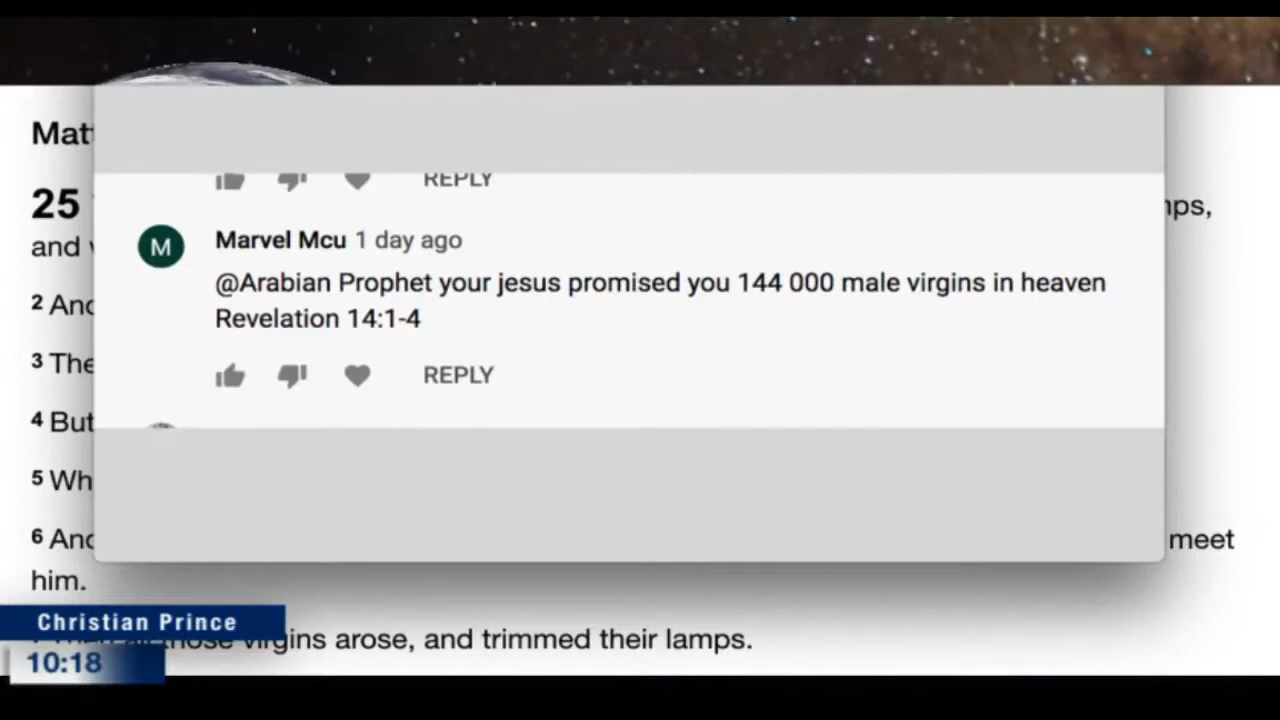 Mat
REPLY
25
mps,
M
Marvel Mcu 1 day ago
and
@Arabian Prophet your jesus promised you 144 000 male virgins in heaven
Revelation 14:1-4
2 And
3 The
REPLY
4 But
5 Wh
6 And
meet
him.
Christian Prince
those virgins arose, and trimmed their lamps.
10:18